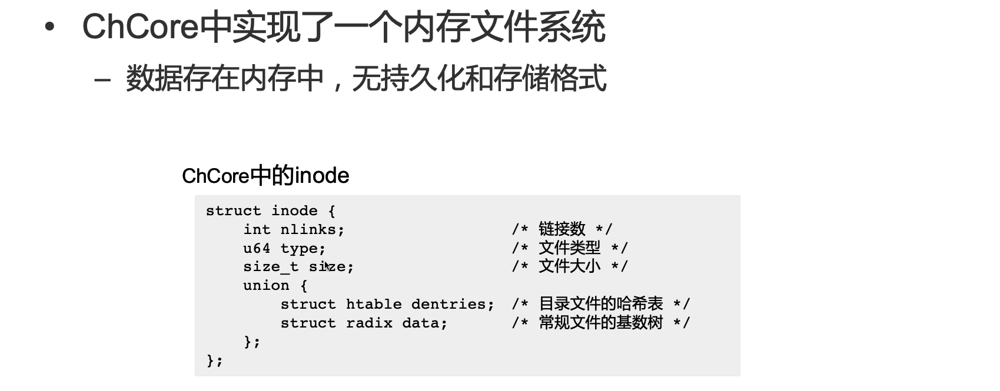 • ChCore中实现了一个内存文件系统
– 数据存在内存中，无持久化和存储格式
ChCore中的inode
struct inode {
    int nlinks;                  /* 链接数 */
    u64 type;                    /* 文件类型 */
    size_t size;                 /* 文件大小 */
    union {
        struct htable dentries;  /* 目录文件的哈希表 */
        struct radix data;       /* 常规文件的基数树 */
    };
};